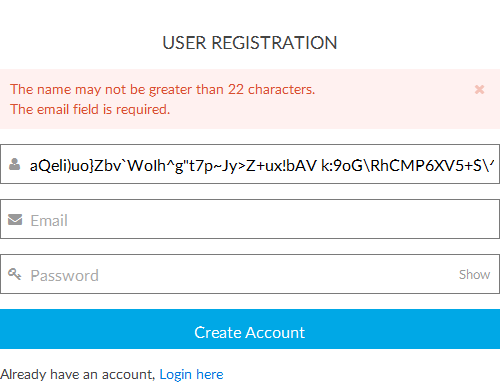 USER REGISTRATION
The name may not be greater than 22 characters.
The email field is required.
aQeli)uo}Zbv`WoIh^g"t7p~Jy>Z+ux!bAV k:9oG\RhCMP6XV5+S\^
Email
Password
Show
Create Account
Already have an account, Login here